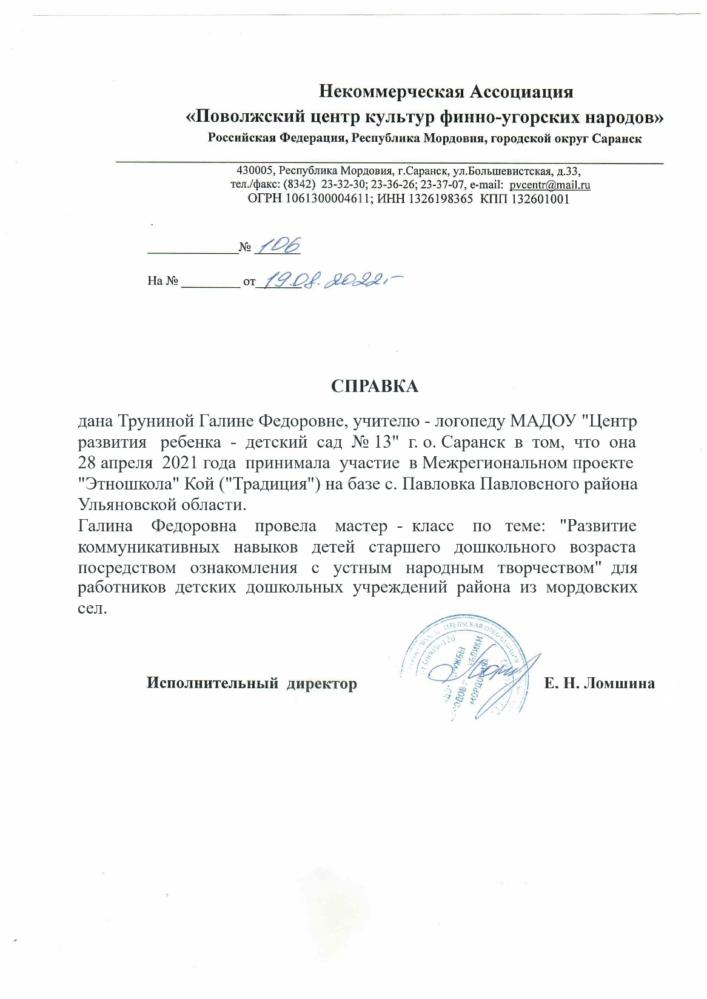 Некоммерческая Ассоциация
«Поволжский центр культур финно-угорских народов»
Российская Федерация, Республика Мордовия, городской округ Саранск
430005, Республика Мордовия, г.Саранск, ул.Большевистская, д.33,
тел./факс: (8342) 23-32-30; 23-36-26; 23-37-07, e-mail: pvcentr@mail.ru
ОГРН 1061300004611; ИНН 1326198365 КПП 132601001
____________№ 106
На № _________ от 19.08.2022
СПРАВКА
дана Труниной Галине Федоровне, учителю - логопеду МАДОУ "Центр
развития ребенка - детский сад № 13" г. о. Саранск в том, что она
28 апреля 2021 года принимала участие в Межрегиональном проекте
"Этношкола" Кой ("Традиция") на базе с. Павловка Павловсного района
Ульяновской области.
Галина Федоровна провела мастер - класс по теме: "Развитие
коммуникативных навыков детей старшего дошкольного возраста
посредством ознакомления с устным народным творчеством" для
работников детских дошкольных учреждений района из мордовских
сел.
Исполнительный директор Е. Н. Ломшина
МОРДОВИЯ»